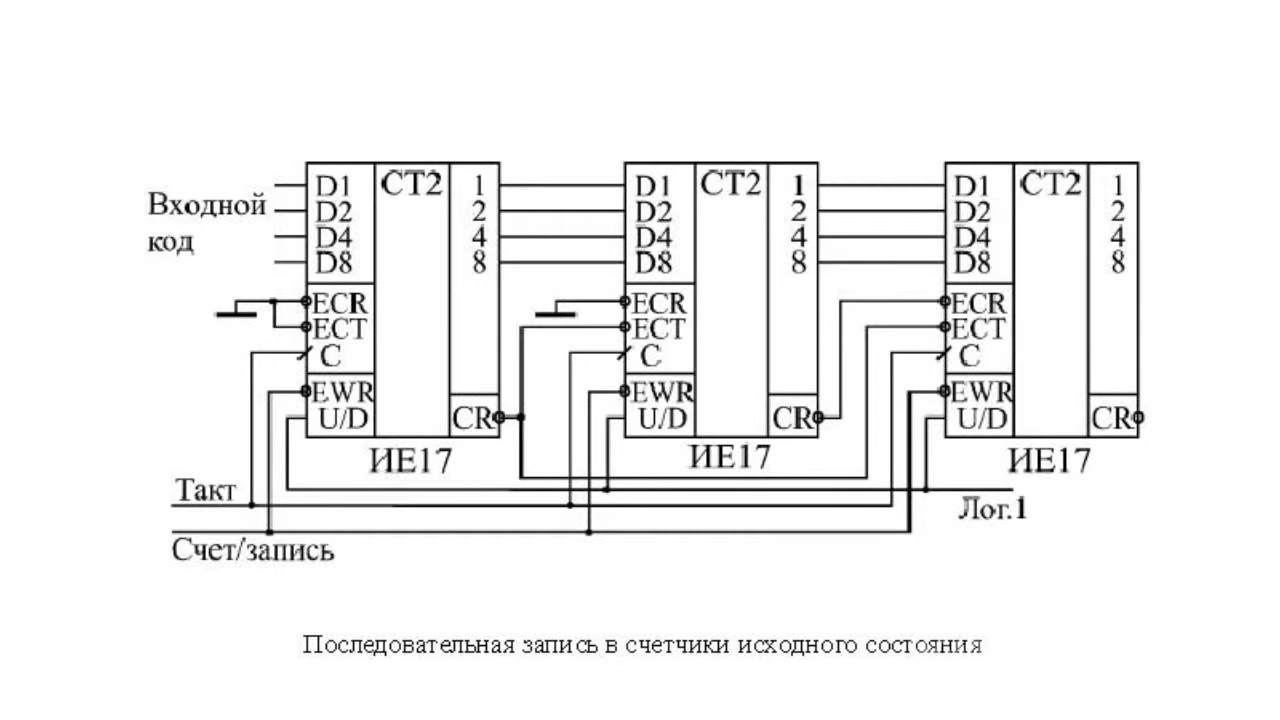 Входной
код
D1
D2
D4
D8
ECR
ECT
C
EWR
U/D
CT2
1
2
4
8
CR
ИЕ17
D1
D2
D4
D8
ECR
ECT
C
EWR
U/D
CT2
1
2
4
8
CR
ИЕ17
D1
D2
D4
D8
ECR
ECT
C
EWR
U/D
CT2
1
2
4
8
CR
ИЕ17
Такт
Лог.1
Счет/запись
Последовательная запись в счетчики исходного состояния